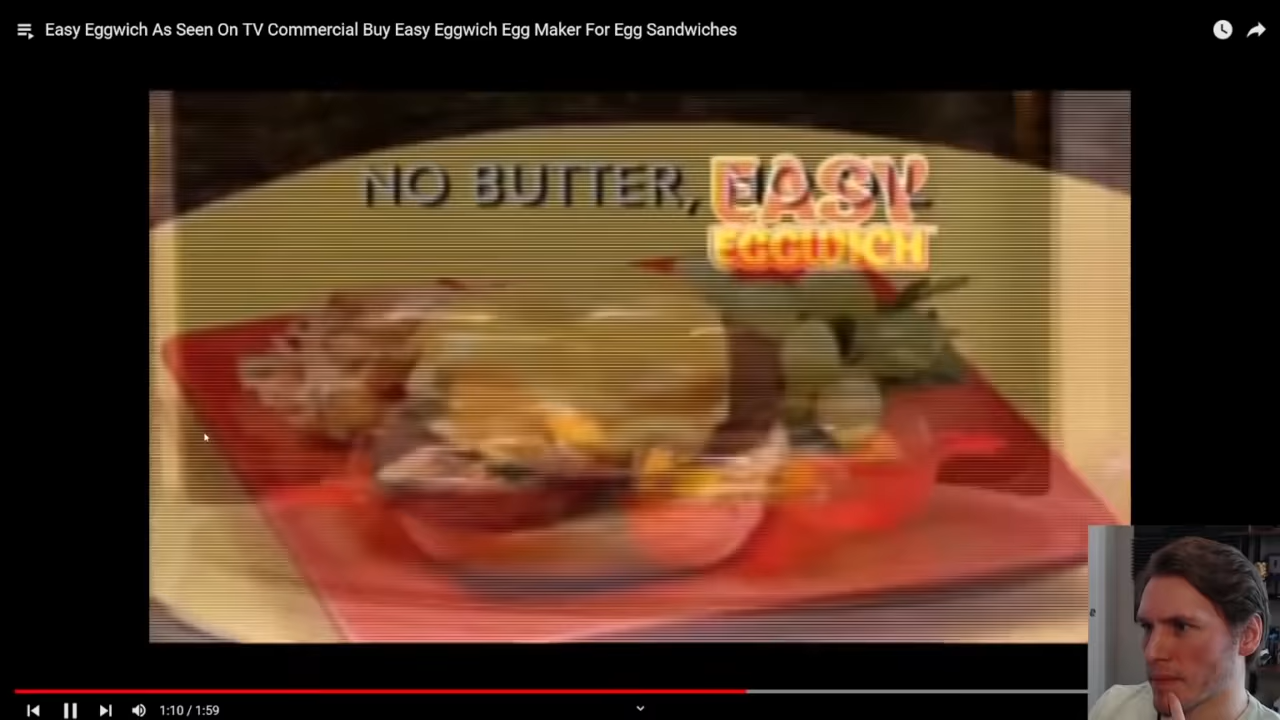 Easy Eggwich As Seen On TV Commercial Buy Easy Eggwich Egg Maker For Egg Sandwiches
NO BUTTER,
EASY
EGGWICH
1:10 / 1:59